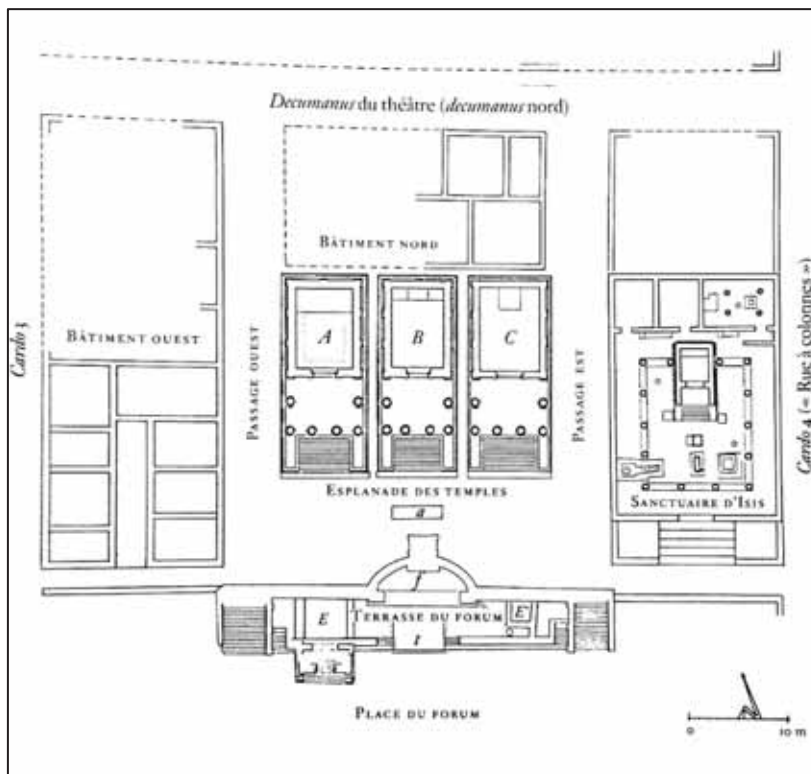 Decumanus du théâtre (decumanus nord)
BÂTIMENT NORD
BÂTIMENT OUEST
Cardo 3
PASSAGE OUEST
A
B
C
PASSAGE EST
Cardo 4 (« Rue à colonnes »)
SANCTUAIRE D'ISIS
ESPLANADE DES TEMPLES
a
f
E
TERRASSE DU FORUM
E'
t
PLACE DU FORUM
0 10 m